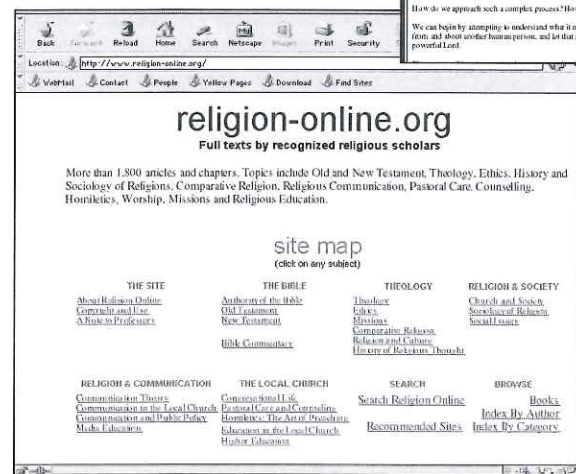 How do we approach such a complex process? How
We can begin by attempting to understand what it
from and about another human person, and let that
powerful Lord
Back Forward Reload Home Search Netscape Images Print Security
Location: http://www.religion-online.org/
WebMail Contact People Yellow Pages Download Find Sites
religion-online.org
Full texts by recognized religious scholars
More than 1,800 articles and chapters. Topics include Old and New Testament, Theology, Ethics, History and
Sociology of Religions, Comparative Religion, Religious Communication, Pastoral Care, Counselling,
Homiletics, Worship, Missions and Religious Education.
site map
(click on any subject)
THE SITE
About Religion Online
Copyright and Use
A Note to Professors
THE BIBLE
Authority of the Bible
Old Testament
New Testament
Bible Commentary
THEOLOGY
Theology
Ethics
Missions
Comparative Religion
Religion and Culture
History of Religious Thought
RELIGION & SOCIETY
Church and Society
Sociology of Religion
Social Issues
RELIGION & COMMUNICATION
Communication Theory
Communication in the Local Church
Communication and Public Policy
Media Education
THE LOCAL CHURCH
Congregational Life
Pastoral Care and Counseling
Homiletics: The Art of Preaching
Education in the Local Church
Higher Education
SEARCH
Search Religion Online
Recommended Sites
BROWSE
Books
Index By Author
Index By Category